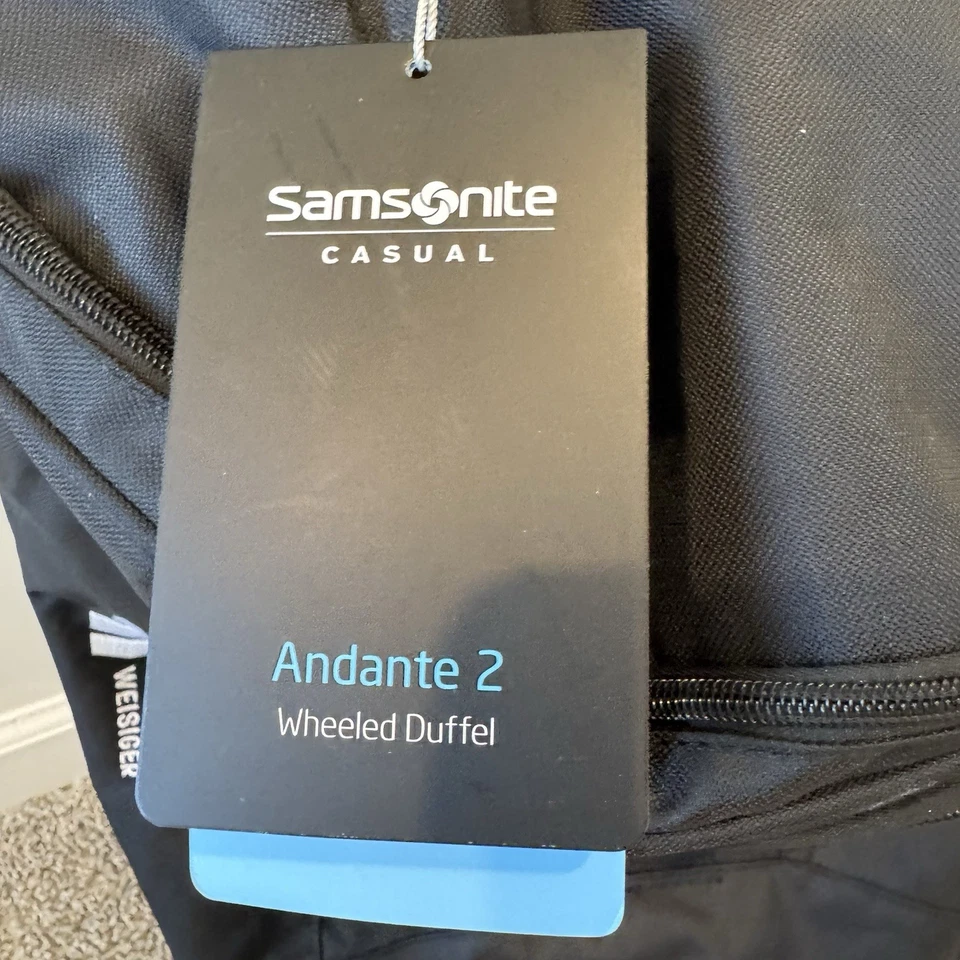 Samsonite
CASUAL
Andante 2
Wheeled Duffel
WEISIGER